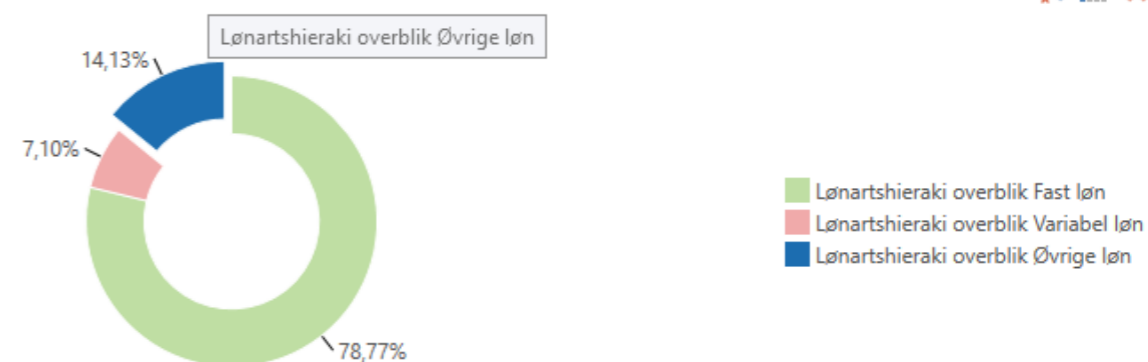 Lønartshieraki overblik Øvrige løn
14,13%
7,10%
78,77%
Lønartshieraki overblik Fast løn
Lønartshieraki overblik Variabel løn
Lønartshieraki overblik Øvrige løn